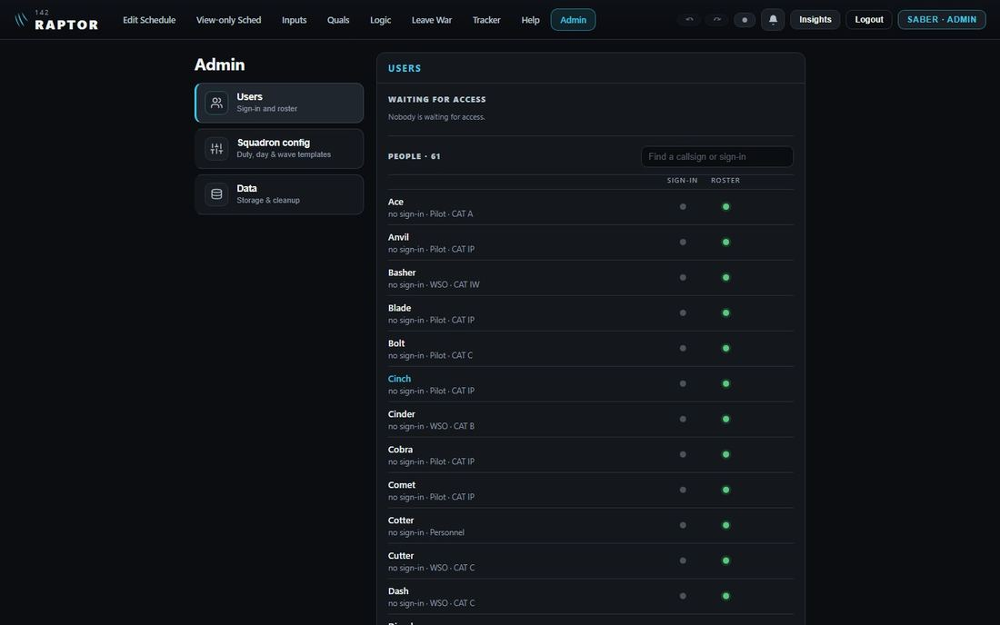 142
RAPTOR
Edit Schedule
View-only Sched
Inputs
Quals
Logic
Leave War
Tracker
Help
Admin
Insights
Logout
SABER · ADMIN
Admin
Users
Sign-in and roster
Squadron config
Duty, day & wave templates
Data
Storage & cleanup
USERS
WAITING FOR ACCESS
Nobody is waiting for access.
PEOPLE · 61
Find a callsign or sign-in
SIGN-IN ROSTER
Ace
no sign-in · Pilot · CAT A
Anvil
no sign-in · Pilot · CAT IP
Basher
no sign-in · WSO · CAT IW
Blade
no sign-in · Pilot · CAT IP
Bolt
no sign-in · Pilot · CAT C
Cinch
no sign-in · Pilot · CAT IP
Cinder
no sign-in · WSO · CAT B
Cobra
no sign-in · Pilot · CAT IP
Comet
no sign-in · Pilot · CAT IP
Cotter
no sign-in · Personnel
Cutter
no sign-in · WSO · CAT C
Dash
no sign-in · WSO · CAT C